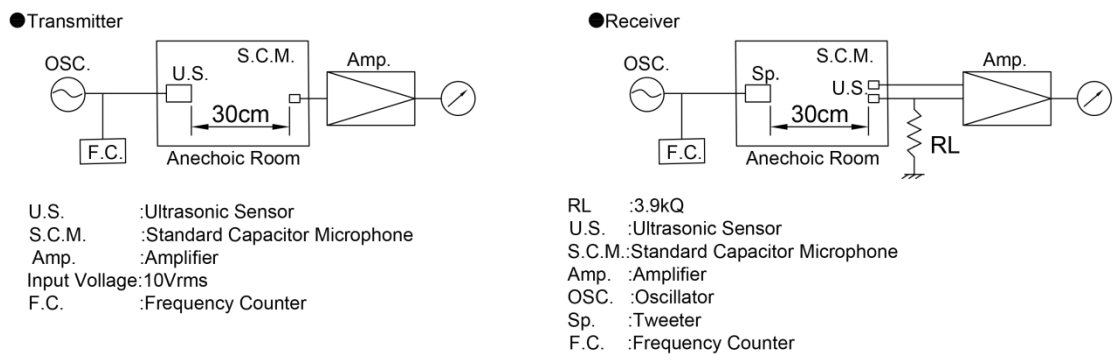 ●Transmitter
OSC.
U.S.
S.C.M.
Amp.
30cm
F.C.
Anechoic Room
U.S. :Ultrasonic Sensor
S.C.M. :Standard Capacitor Microphone
Amp. :Amplifier
Input Vollage:10Vrms
F.C. :Frequency Counter
●Receiver
OSC.
Sp.
S.C.M.
U.S.
Amp.
30cm
F.C.
Anechoic Room
RL
RL :3.9kQ
U.S. :Ultrasonic Sensor
S.C.M.:Standard Capacitor Microphone
Amp. :Amplifier
OSC. :Oscillator
Sp. :Tweeter
F.C. :Frequency Counter